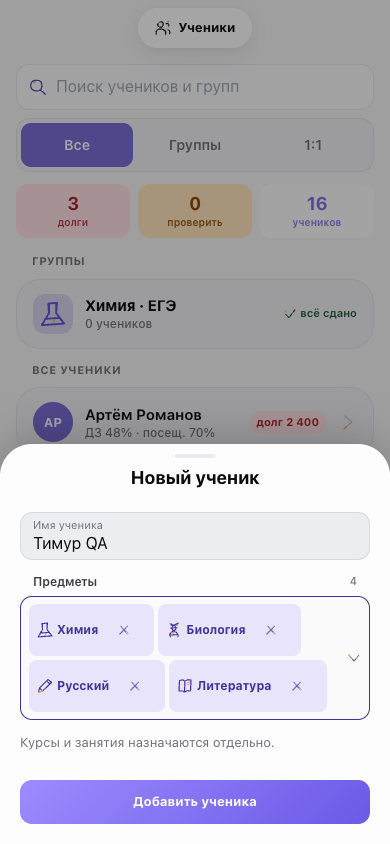 Ученики
Поиск учеников и групп
Все
Группы
1:1
3
долги
0
проверить
16
учеников
ГРУППЫ
Химия · ЕГЭ
0 учеников
всё сдано
ВСЕ УЧЕНИКИ
АР
Артём Романов
долг 2 400
ДЗ 48% · посещ. 70%
Новый ученик
Имя ученика
Тимур QA
Предметы
4
Химия
Биология
Русский
Литература
Курсы и занятия назначаются отдельно.
Добавить ученика